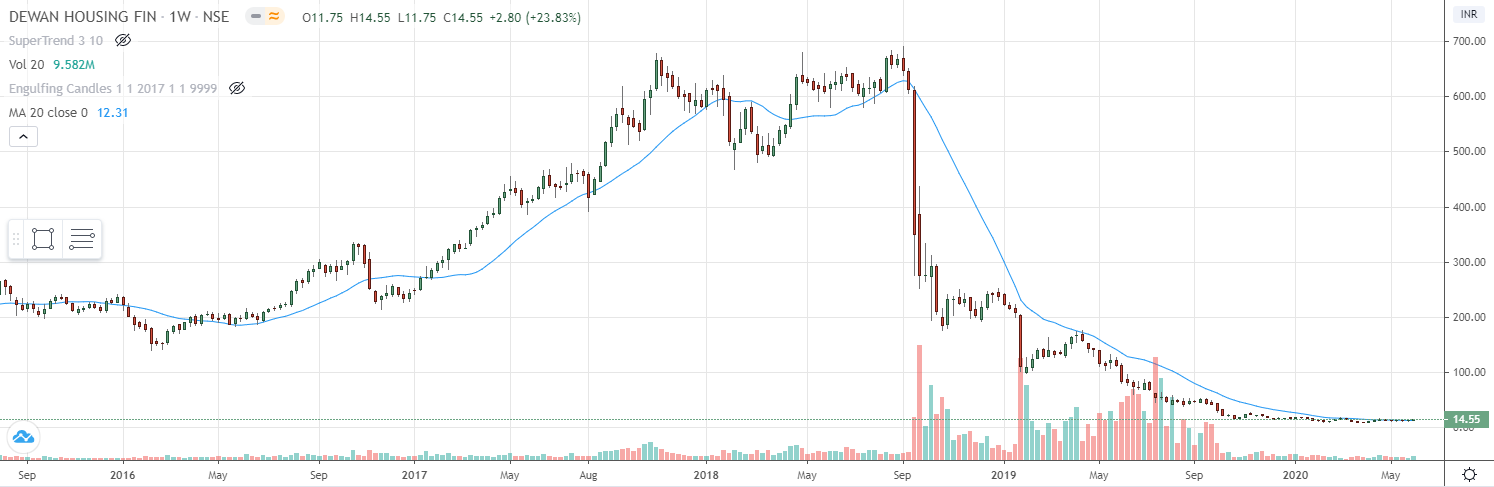 DEWAN HOUSING FIN · 1W · NSE O11.75 H14.55 L11.75 C14.55 +2.80 (+23.83%)
INR
SuperTrend 3 10
Vol 20 9.582M
Engulfing Candles 1 1 2017 1 1 9999
MA 20 close 0 12.31
700.00
600.00
500.00
400.00
300.00
200.00
100.00
14.55
0.00
Sep 2016 May Sep 2017 May Aug 2018 May Sep 2019 May Sep 2020 May